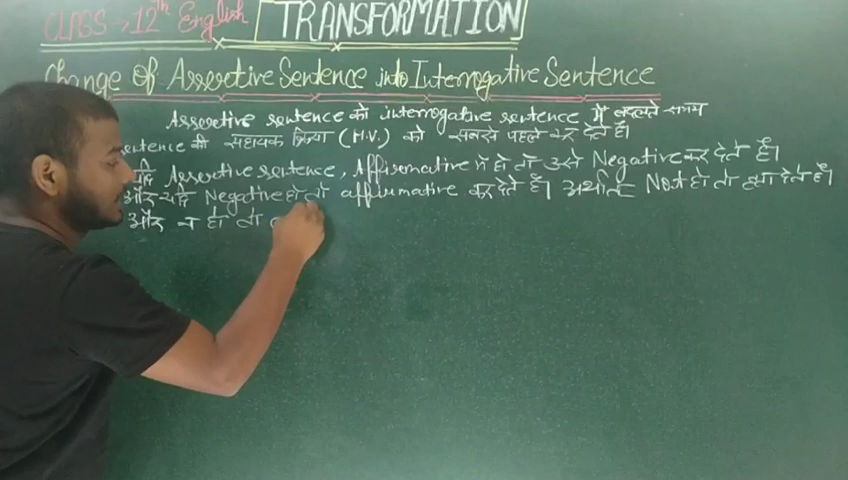 CLASS → 12th English TRANSFORMATION
Change Of Assertive Sentence into Interrogative Sentence
Assertive sentence को interrogative sentence में बदलते समय
sentence की सहायक क्रिया (H.V.) को सबसे पहले कर देते हैं।
यदि Assertive sentence, Affirmative में हो तो उसे Negative कर देते हैं।
और यदि Negative हो तो affirmative कर देते हैं। अर्थात Not हो तो हटा देते हैं।
और न हो तो